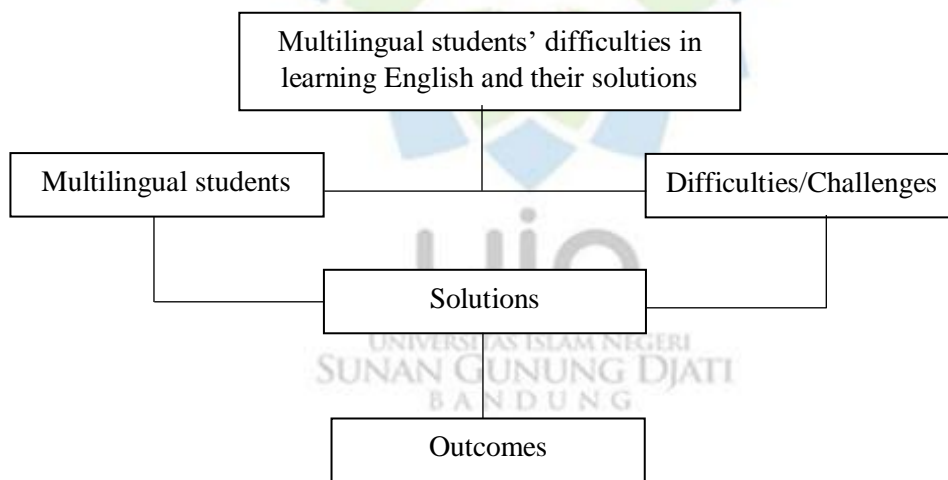 Multilingual students’ difficulties in
learning English and their solutions
Multilingual students
Difficulties/Challenges
uin
Solutions
UNIVERSITAS ISLAM NEGERI
SUNAN GUNUNG DJATI
BANDUNG
Outcomes